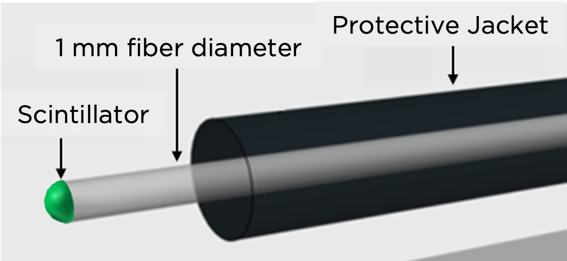 Protective Jacket
1 mm fiber diameter
Scintillator